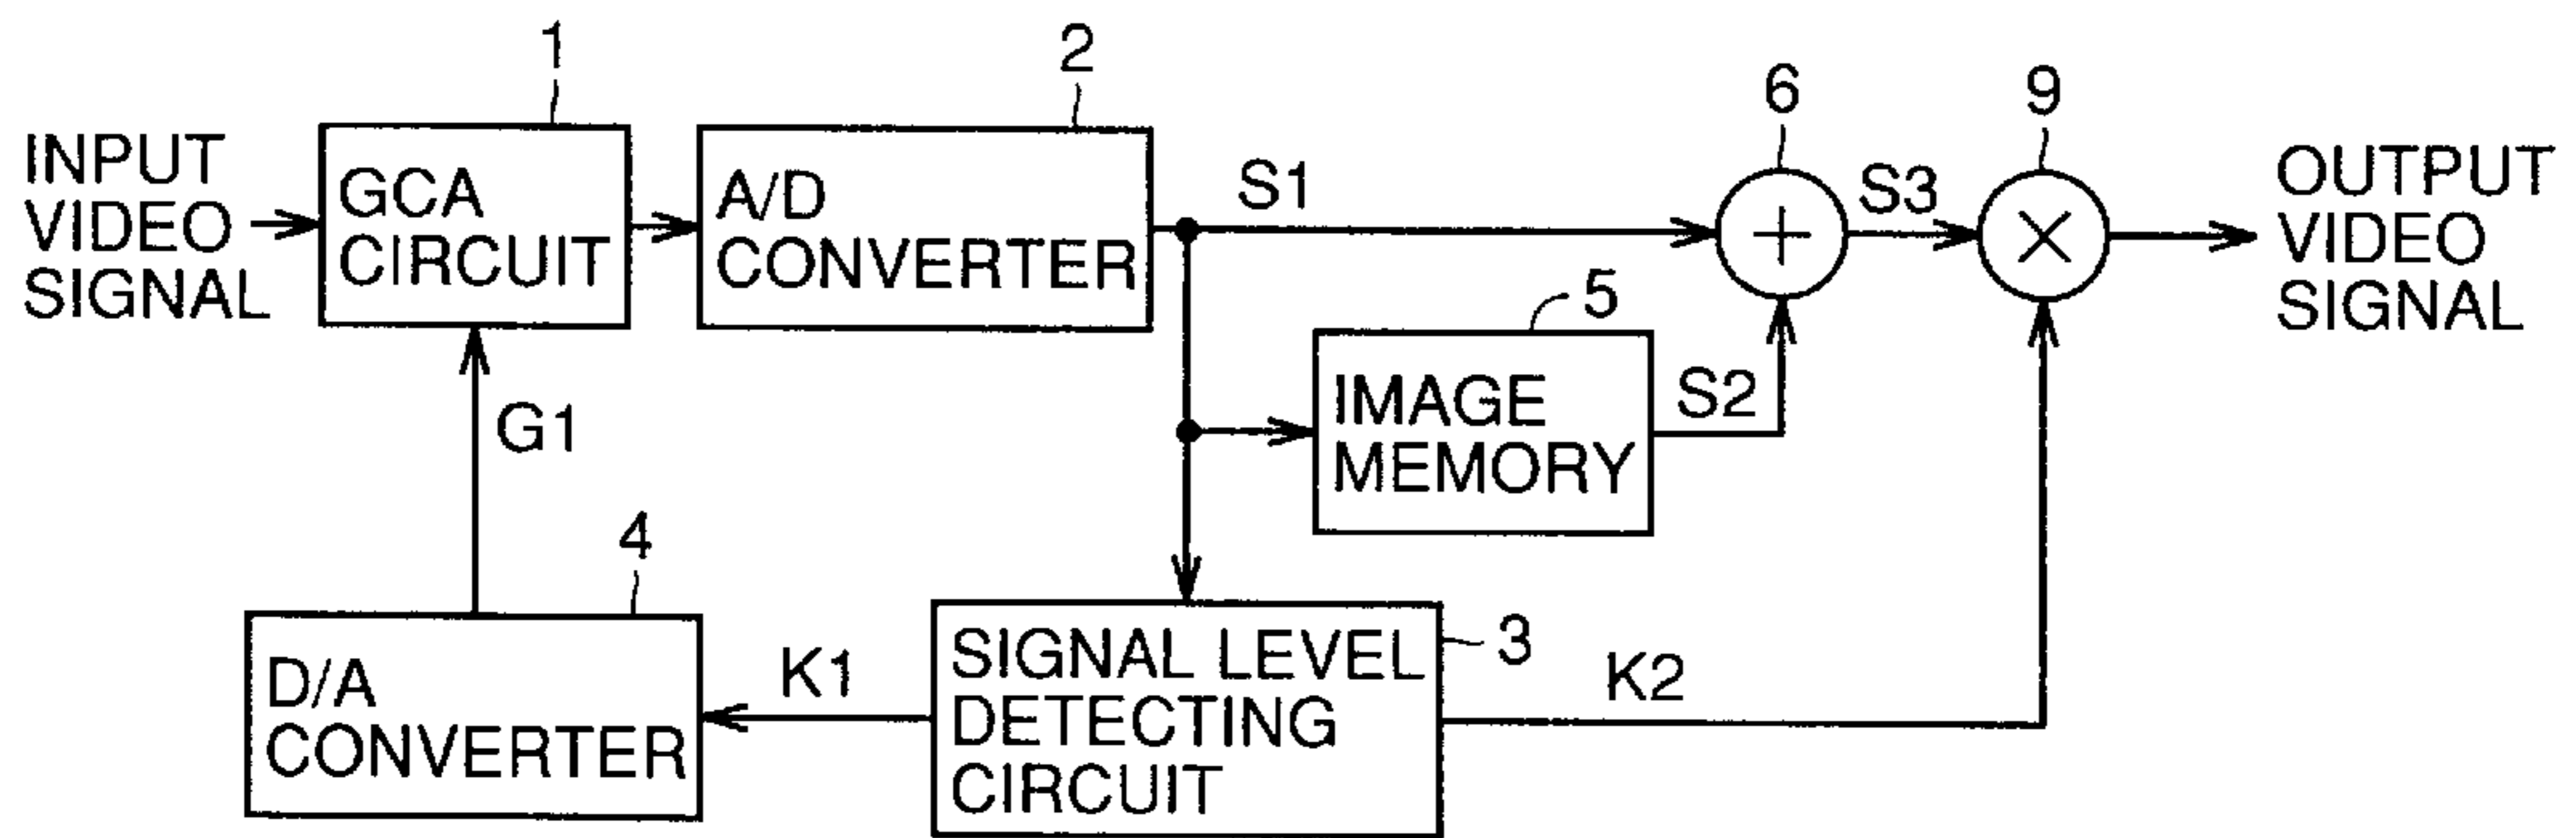 1
2
6
9
INPUT
VIDEO
SIGNAL
GCA
CIRCUIT
A/D
CONVERTER
S1
S3
OUTPUT
VIDEO
SIGNAL
5
IMAGE
MEMORY
S2
G1
4
D/A
CONVERTER
K1
SIGNAL LEVEL
DETECTING
CIRCUIT
3
K2